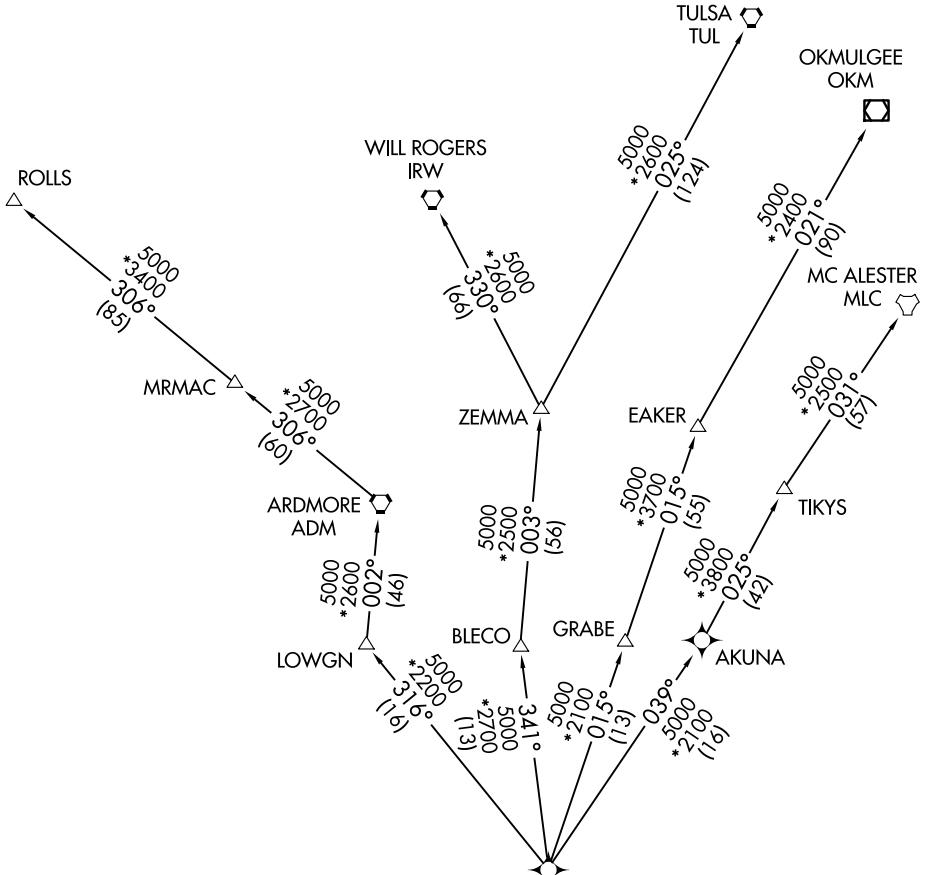 TULSA
TUL
OKMULGEE
OKM
WILL ROGERS
IRW
5000
*2600
025°
(124)
ROLLS
5000
*2400
021°
(90)
MC ALESTER
MLC
5000
*3400
306°
(85)
5000
*2600
330°
(66)
MRMAC
5000
*2700
306°
(60)
ZEMMA
EAKER
5000
*2500
031°
(57)
ARDMORE
ADM
5000
*2500
003°
(56)
5000
*3700
015°
(55)
TIKYS
5000
*2600
002°
(46)
5000
*3800
025°
(42)
LOWGN
BLECO
GRABE
AKUNA
5000
*2200
316°
(16)
341°
5000
*2700
(13)
5000
*2100
015°
(13)
039°
5000
*2100
(16)